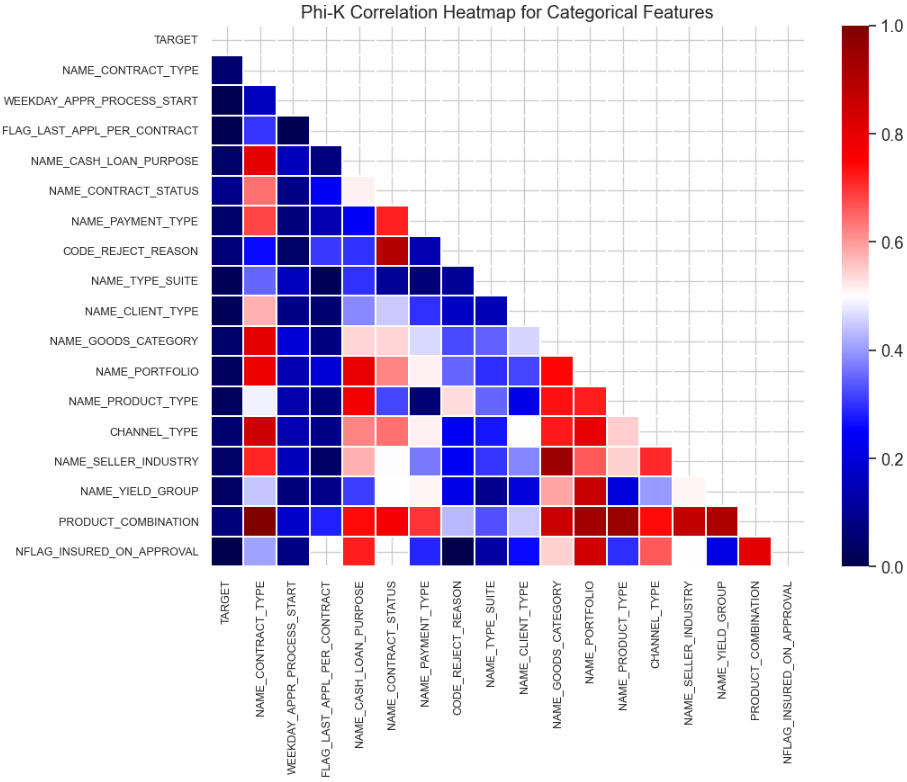 Phi-K Correlation Heatmap for Categorical Features
TARGET
NAME_CONTRACT_TYPE
WEEKDAY_APPR_PROCESS_START
FLAG_LAST_APPL_PER_CONTRACT
NAME_CASH_LOAN_PURPOSE
NAME_CONTRACT_STATUS
NAME_PAYMENT_TYPE
CODE_REJECT_REASON
NAME_TYPE_SUITE
NAME_CLIENT_TYPE
NAME_GOODS_CATEGORY
NAME_PORTFOLIO
NAME_PRODUCT_TYPE
CHANNEL_TYPE
NAME_SELLER_INDUSTRY
NAME_YIELD_GROUP
PRODUCT_COMBINATION
NFLAG_INSURED_ON_APPROVAL
TARGET
NAME_CONTRACT_TYPE
WEEKDAY_APPR_PROCESS_START
FLAG_LAST_APPL_PER_CONTRACT
NAME_CASH_LOAN_PURPOSE
NAME_CONTRACT_STATUS
NAME_PAYMENT_TYPE
CODE_REJECT_REASON
NAME_TYPE_SUITE
NAME_CLIENT_TYPE
NAME_GOODS_CATEGORY
NAME_PORTFOLIO
NAME_PRODUCT_TYPE
CHANNEL_TYPE
NAME_SELLER_INDUSTRY
NAME_YIELD_GROUP
PRODUCT_COMBINATION
NFLAG_INSURED_ON_APPROVAL
1.0
0.8
0.6
0.4
0.2
0.0